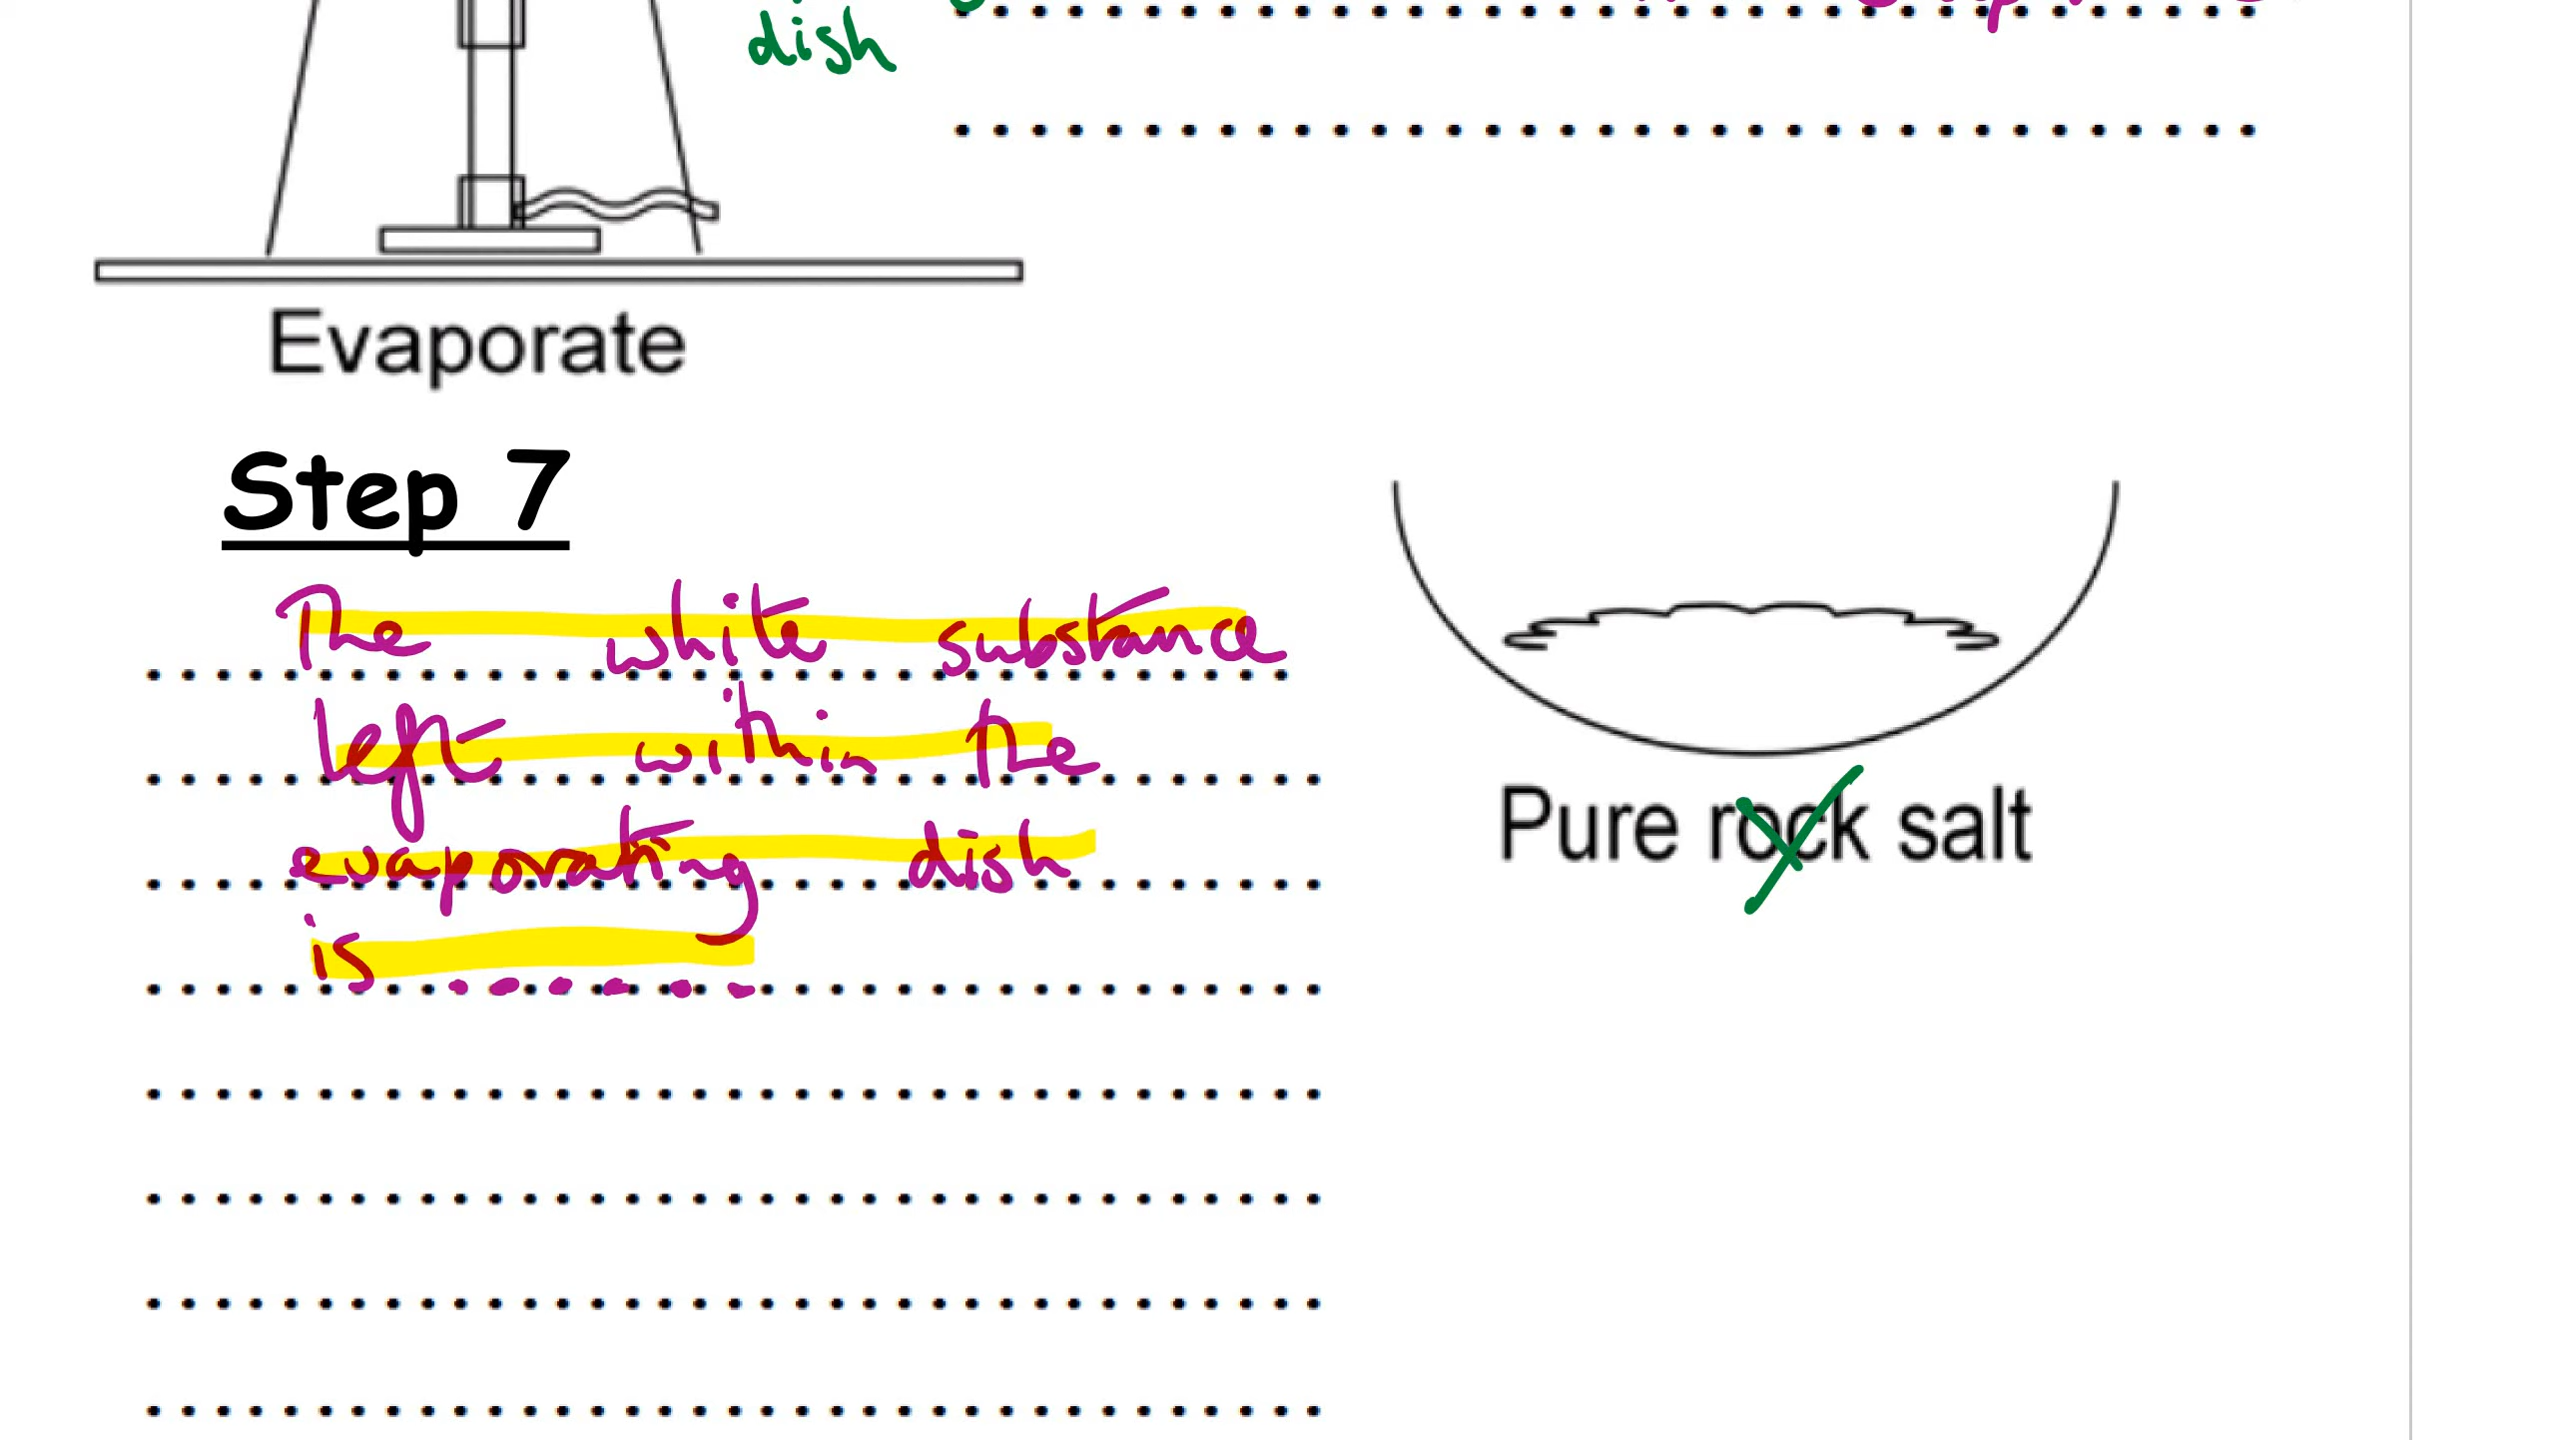 dish
Evaporate
Step 7
The white substance
left within the
evaporating dish
is ......
Pure rock salt